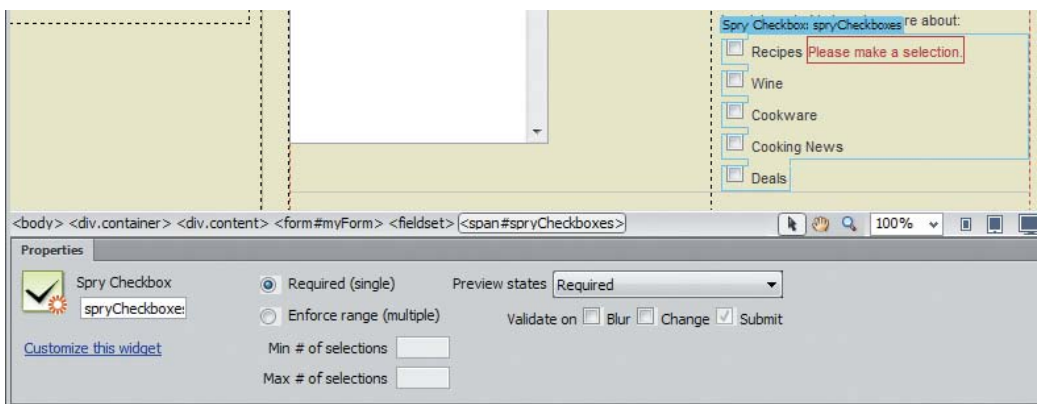 re about:
Spry Checkbox: spryCheckboxes
Recipes Please make a selection.
Wine
Cookware
Cooking News
Deals
<body> <div.container> <div.content> <form#myForm> <fieldset> <span#spryCheckboxes>
100%
Properties
Spry Checkbox
spryCheckboxe
Customize this widget
Required (single)
Enforce range (multiple)
Min # of selections
Max # of selections
Preview states Required
Validate on Blur Change Submit